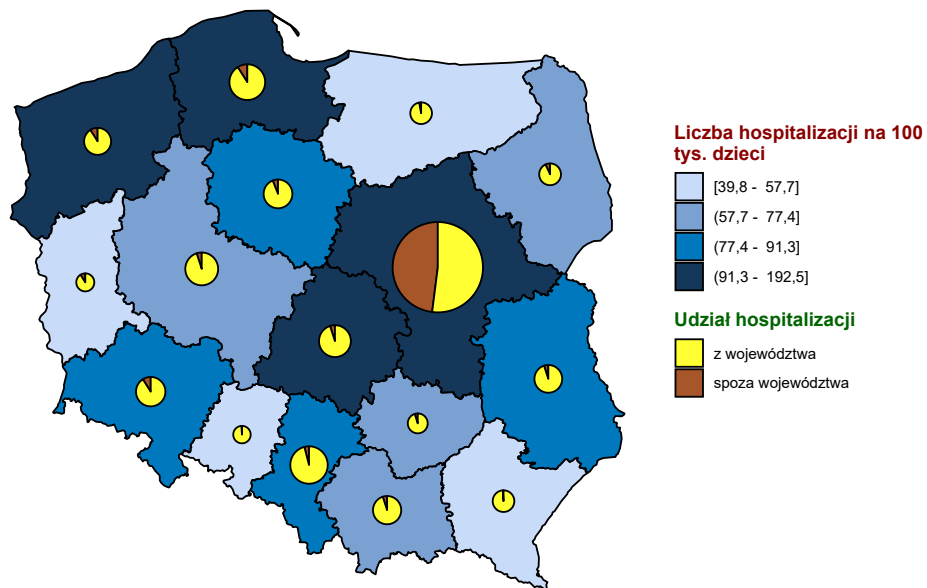 Liczba hospitalizacji na 100
tys. dzieci
[39,8 - 57,7]
(57,7 - 77,4]
(77,4 - 91,3]
(91,3 - 192,5]
Udział hospitalizacji
z województwa
spoza województwa